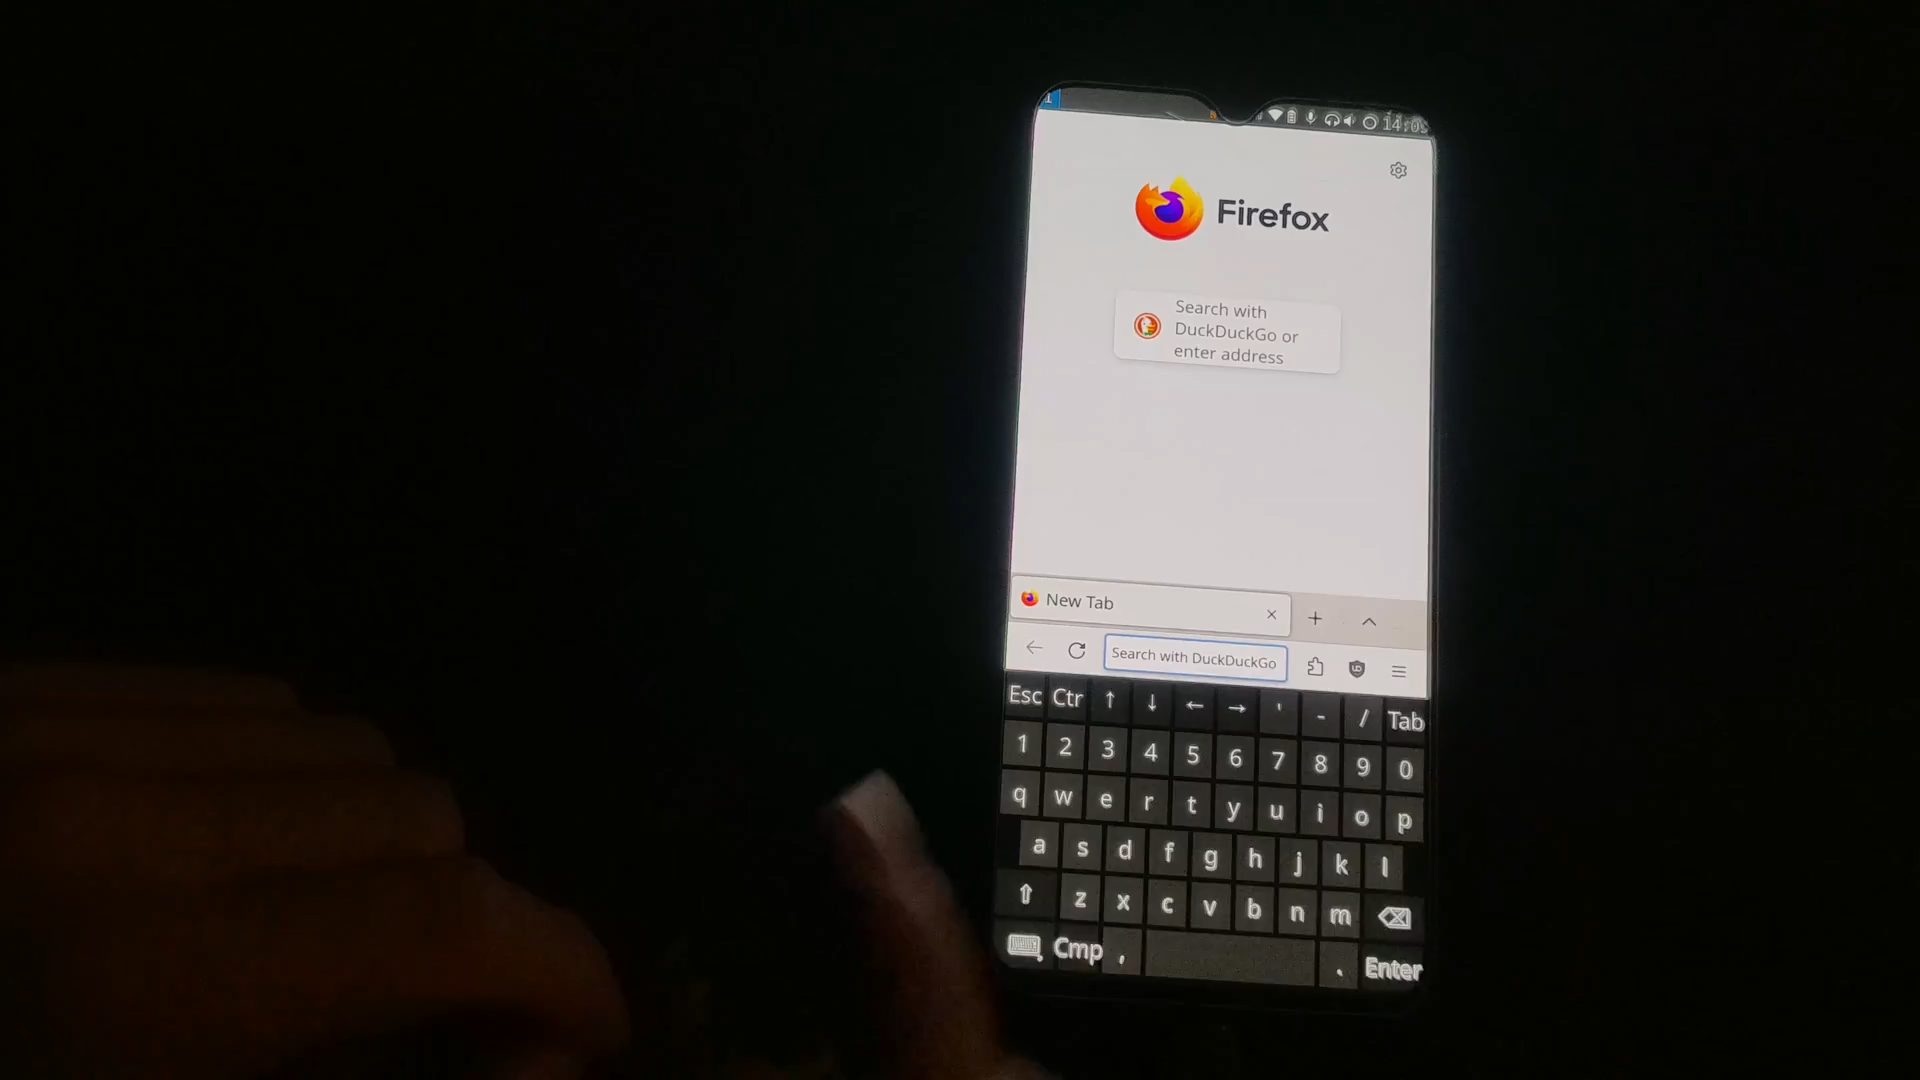 1
14:05
Firefox
Search with
DuckDuckGo or
enter address
New Tab
Search with DuckDuckGo
Esc Ctr ↑ ↓ ← → ' - / Tab
1 2 3 4 5 6 7 8 9 0
q w e r t y u i o p
a s d f g h j k l
z x c v b n m
Cmp , . Enter